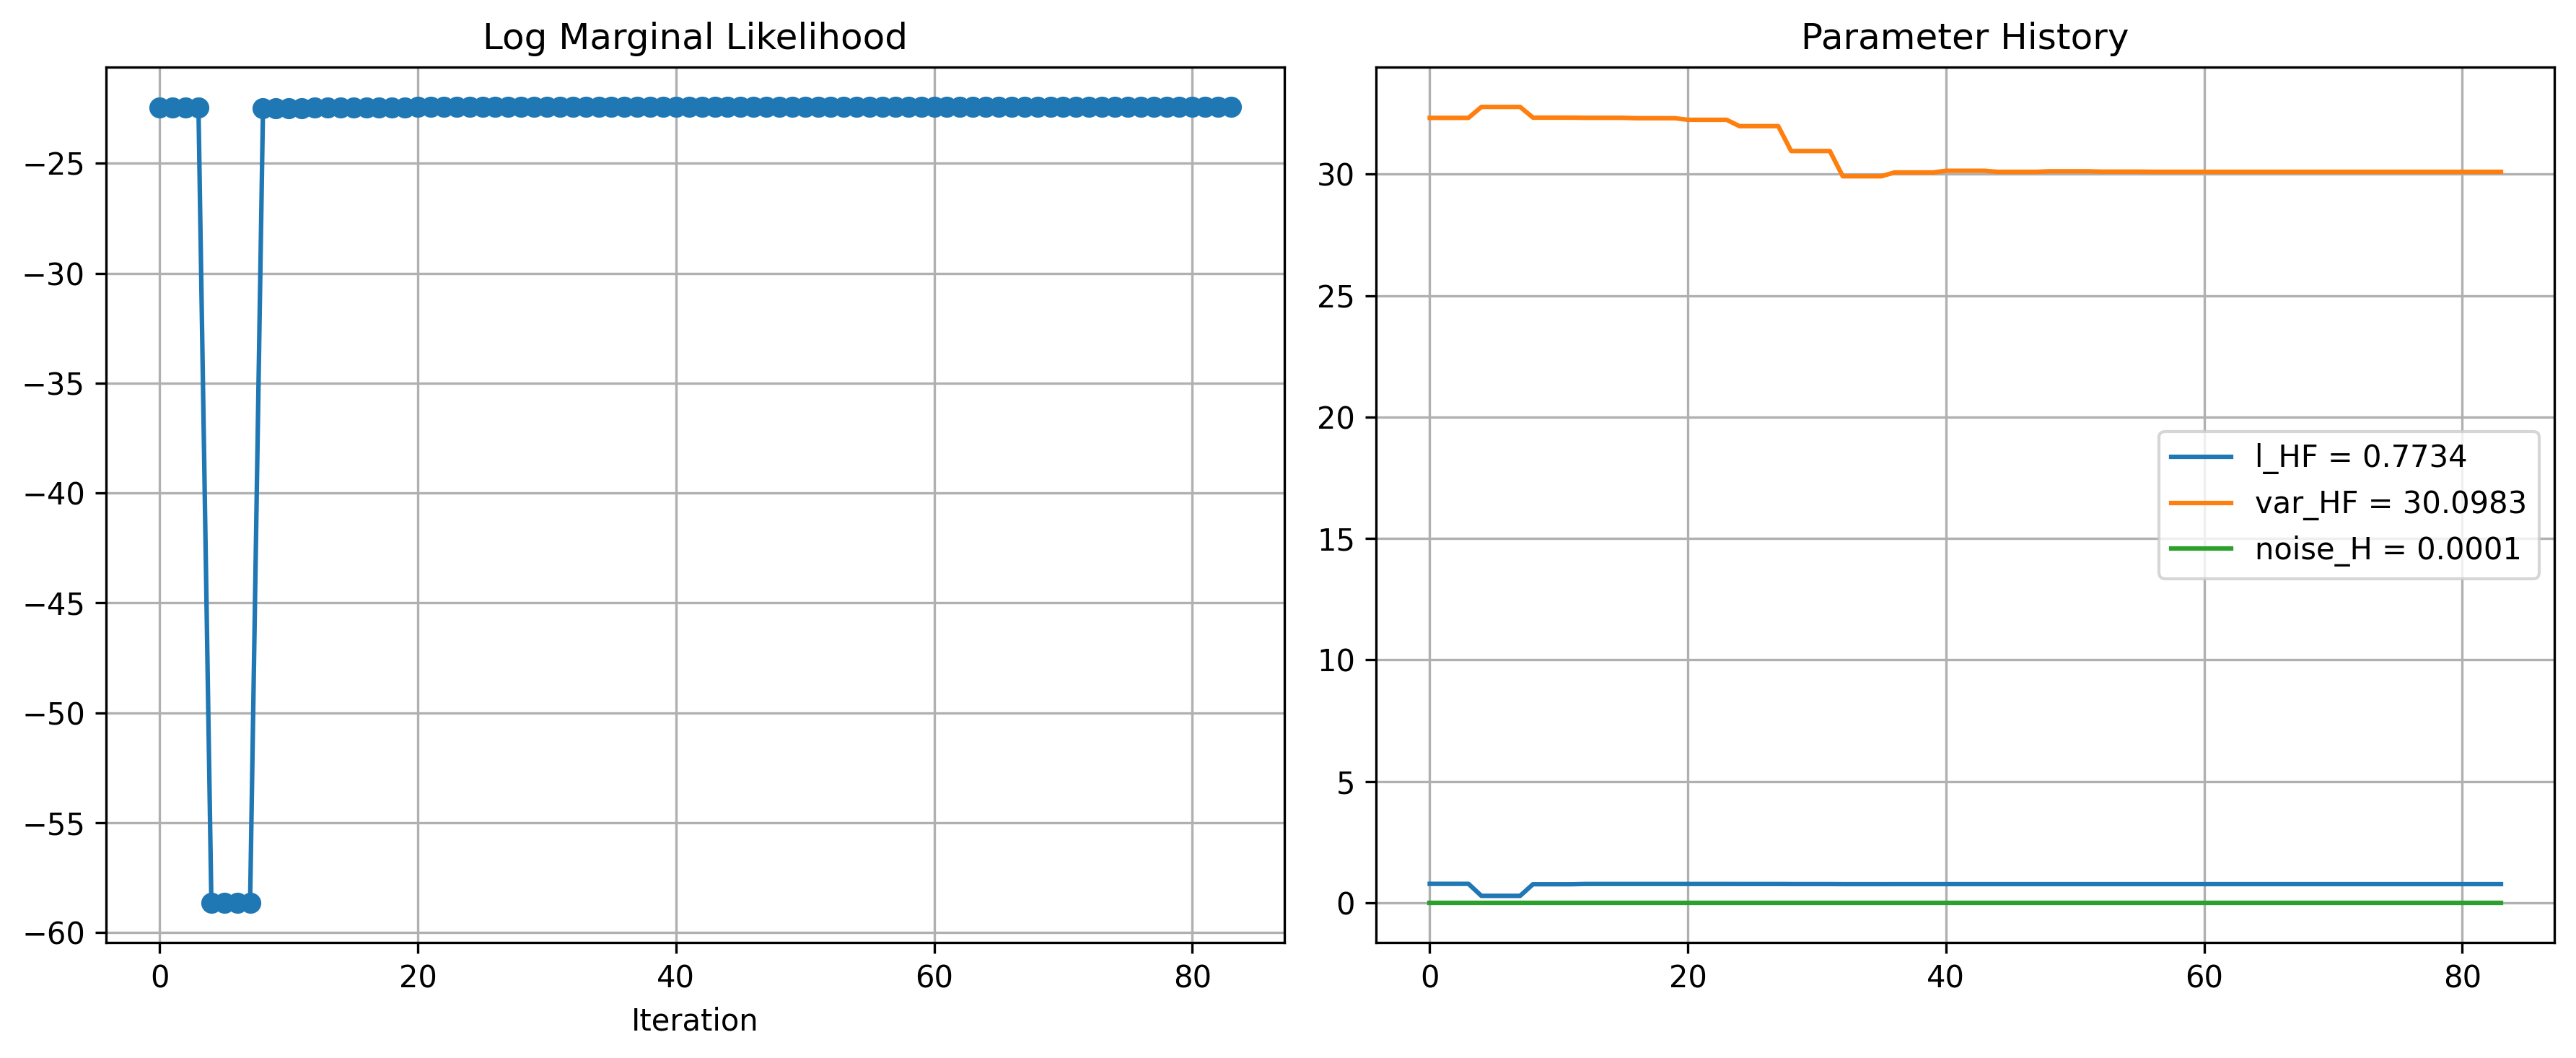 Log Marginal Likelihood
−25
−30
−35
−40
−45
−50
−55
−60
0 20 40 60 80
Iteration
Parameter History
30
25
20
15
10
5
0
l_HF = 0.7734
var_HF = 30.0983
noise_H = 0.0001
0 20 40 60 80